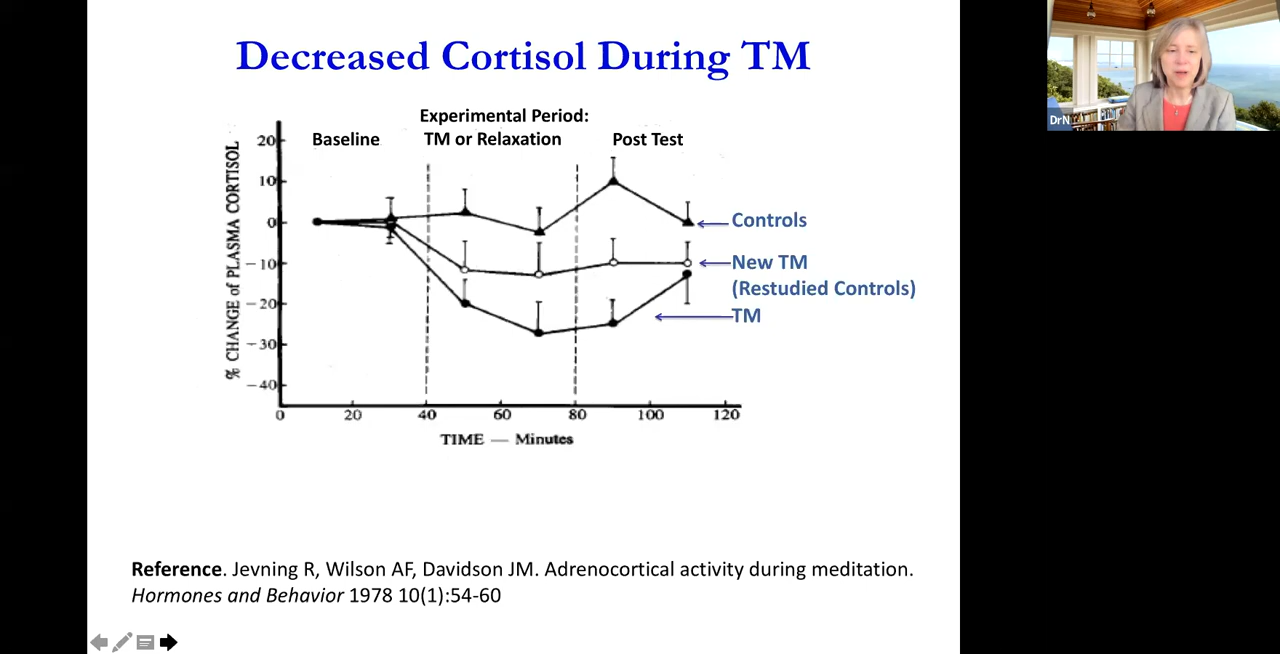 Decreased Cortisol During TM
Experimental Period:
Baseline TM or Relaxation Post Test
% CHANGE of PLASMA CORTISOL
20
10
0
-10
-20
-30
-40
0 20 40 60 80 100 120
TIME — Minutes
Controls
New TM
(Restudied Controls)
TM
Reference. Jevning R, Wilson AF, Davidson JM. Adrenocortical activity during meditation.
Hormones and Behavior 1978 10(1):54-60
DrN